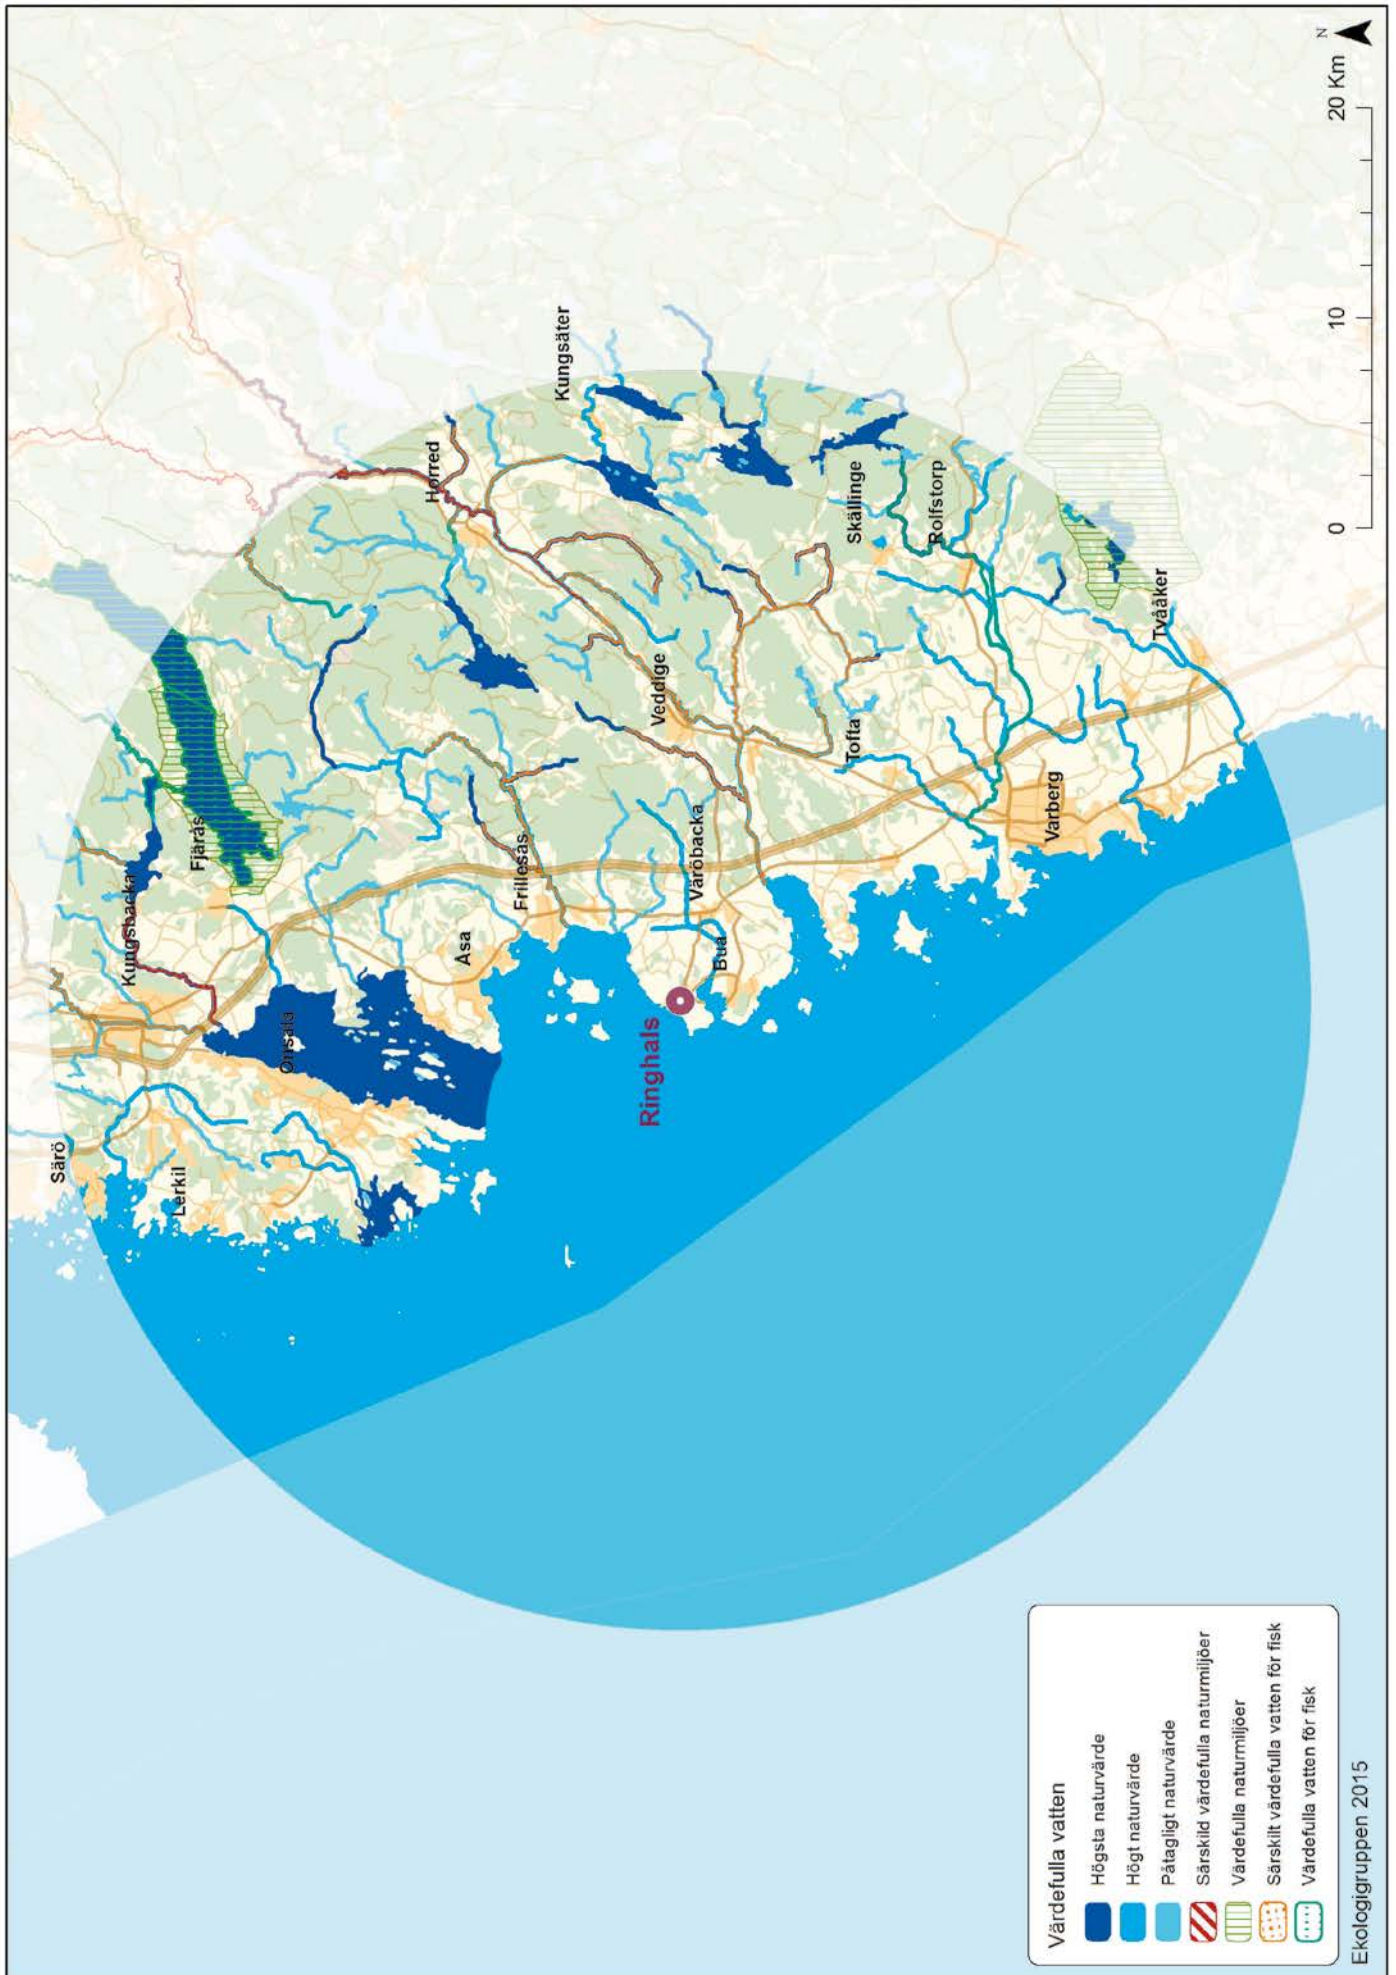 Särö
Lerkil
Kungsbacka
Onsala
Fjärås
Åsa
Frillesås
Horred
Kungsäter
Ringhals
Bua
Väröbacka
Veddige
Tofta
Skällinge
Rolfstorp
Varberg
Tvååker
N
0 10 20 Km
Värdefulla vatten
Högsta naturvärde
Högt naturvärde
Påtagligt naturvärde
Särskild värdefulla naturmiljöer
Värdefulla naturmiljöer
Särskilt värdefulla vatten för fisk
Värdefulla vatten för fisk
Ekologigruppen 2015